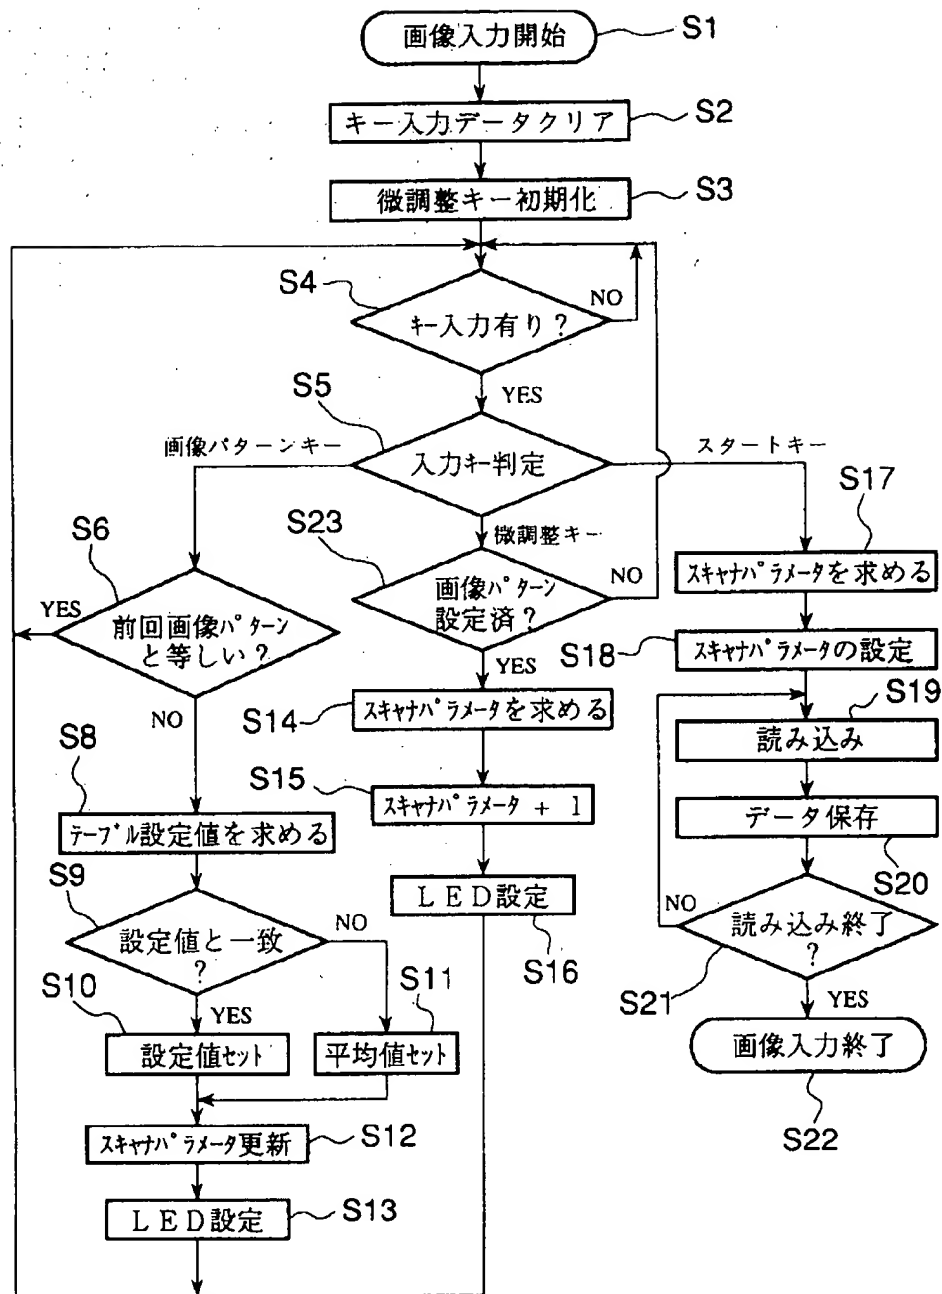 画像入力開始
S1
キー入力データクリア
S2
微調整キー初期化
S3
S4
キー入力有り?
NO
YES
S5
画像パターンキー
入力キー判定
スタートキー
微調整キー
S6
YES
前回画像パターン
と等しい?
NO
S23
画像パターン
設定済?
NO
YES
S17
スキャナパラメータを求める
S18
スキャナパラメータの設定
S19
読み込み
データ保存
S20
NO
読み込み終了
?
S21
YES
画像入力終了
S22
S14
スキャナパラメータを求める
S15
スキャナパラメータ + 1
LED設定
S16
S8
テーブル設定値を求める
S9
設定値と一致
?
NO
S10
YES
設定値セット
S11
平均値セット
スキャナパラメータ更新
S12
LED設定
S13